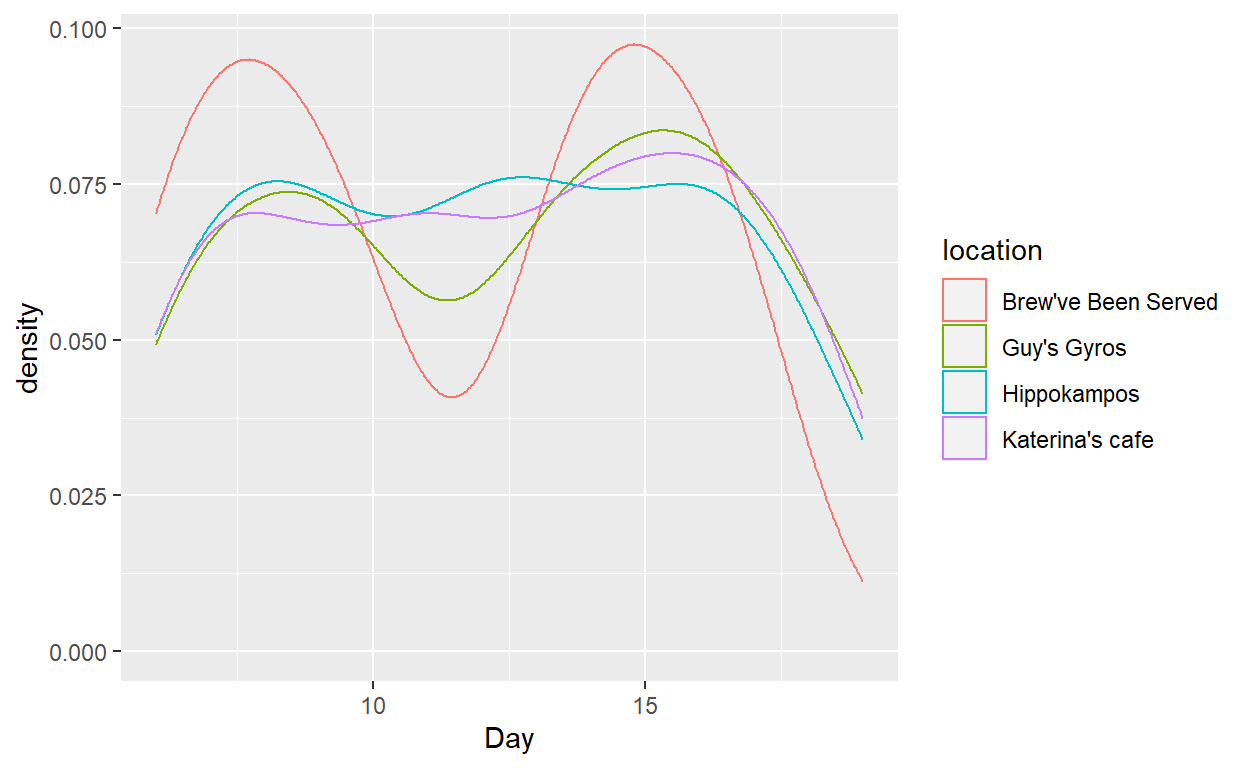 0.100
0.075
0.050
0.025
0.000
density
10 15
Day
location
Brew've Been Served
Guy's Gyros
Hippokampos
Katerina's cafe